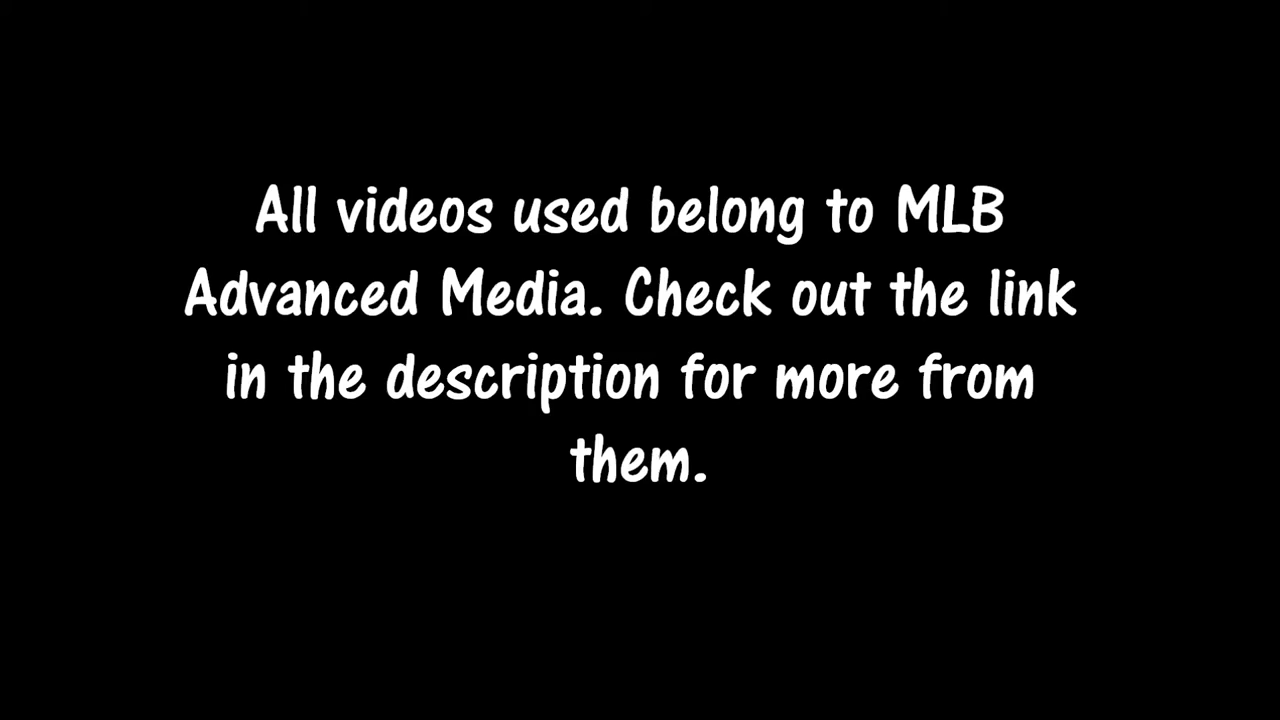 All videos used belong to MLB
Advanced Media. Check out the link
in the description for more from
them.